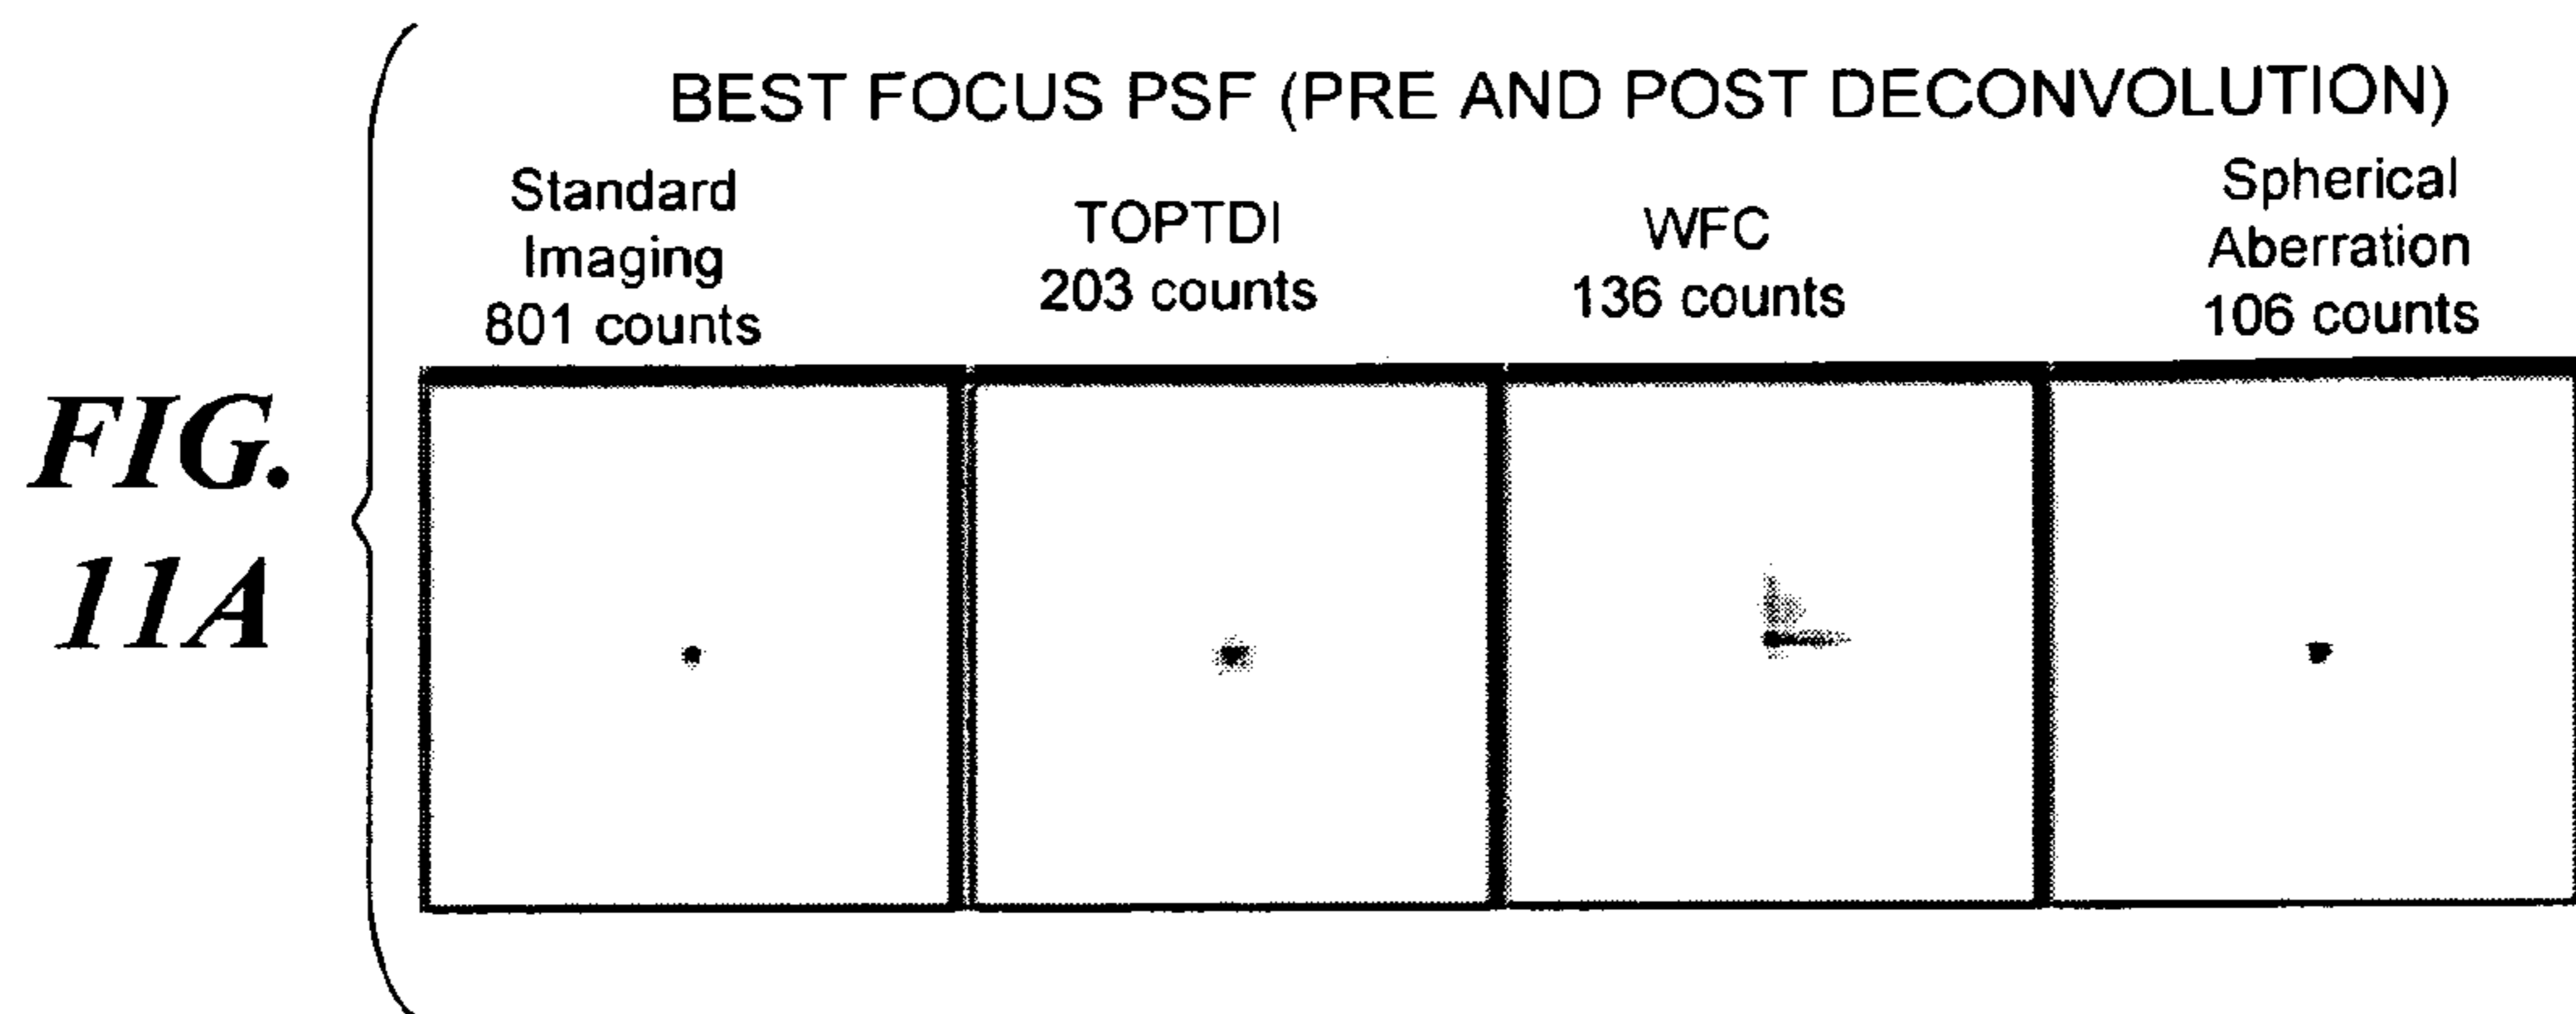 BEST FOCUS PSF (PRE AND POST DECONVOLUTION)
Standard
Imaging
801 counts
TOPTDI
203 counts
WFC
136 counts
Spherical
Aberration
106 counts
FIG.
11A